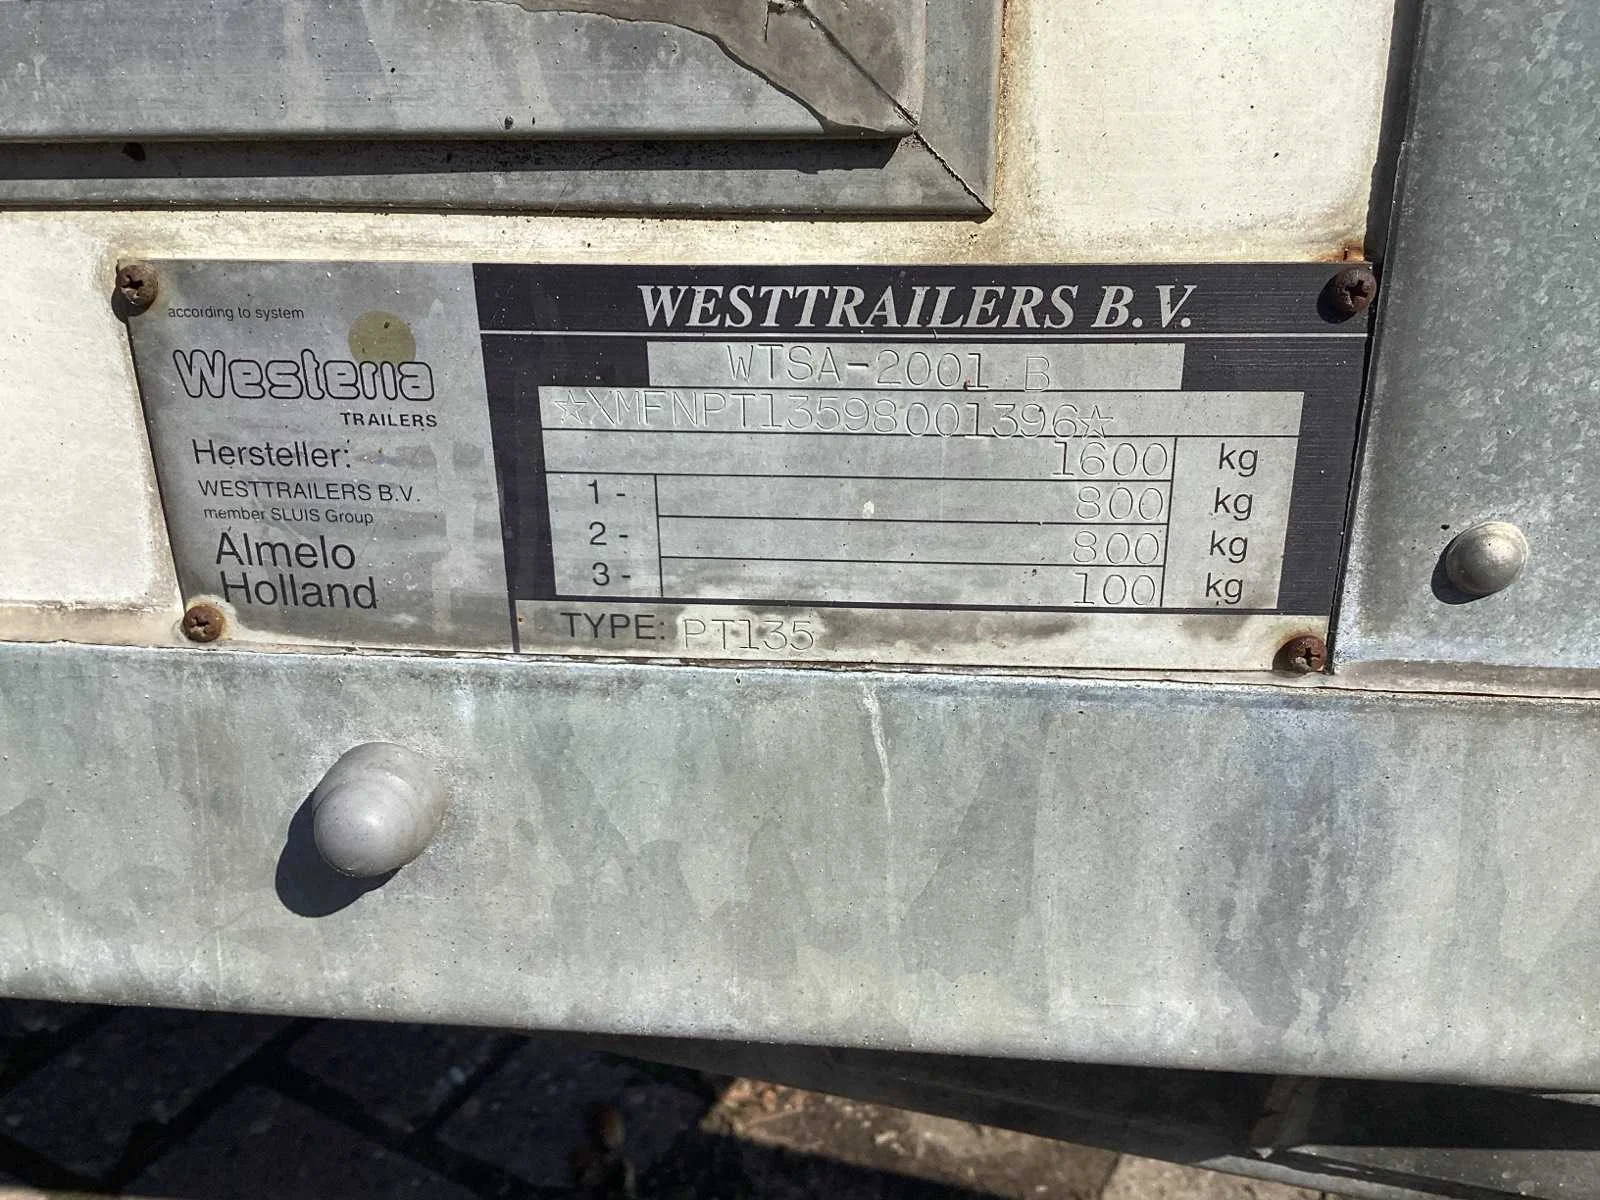 according to system
Westeria
TRAILERS
Hersteller:
WESTTRAILERS B.V.
member SLUIS Group
Almelo
Holland
WESTTRAILERS B.V.
WTSA-2001 B
☆XMFNPT13598001396☆
1600 kg
1 - 800 kg
2 - 800 kg
3 - 100 kg
TYPE: PT135